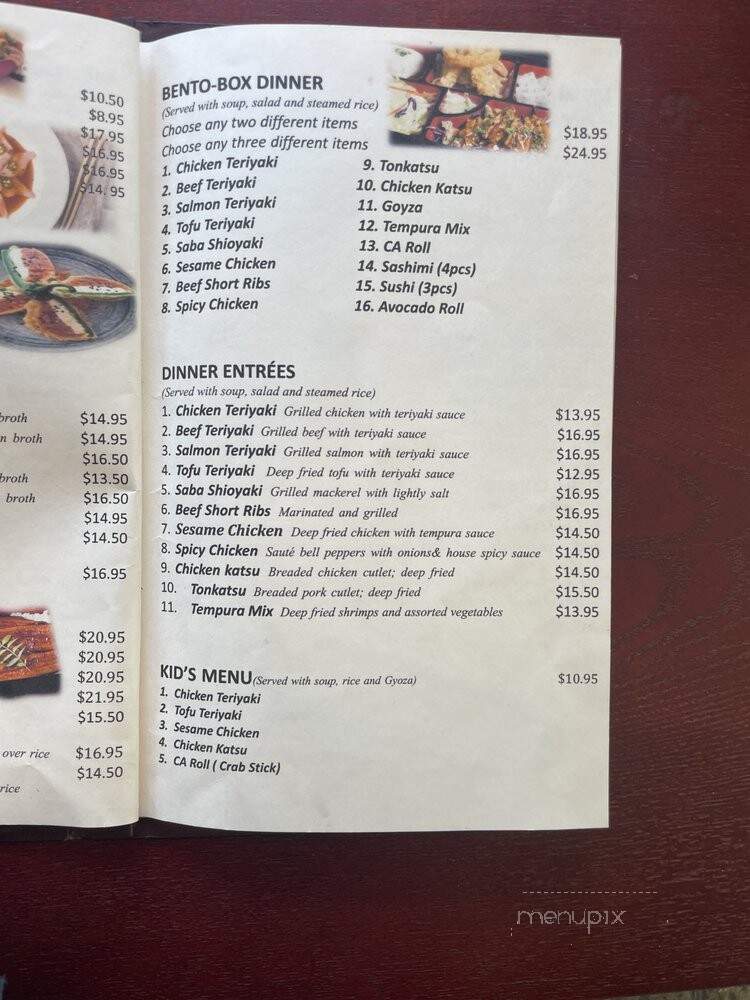 $10.50
$8.95
$17.95
$16.95
$16.95
$14.95
broth $14.95
n broth $14.95
$16.50
broth $13.50
broth $16.50
$14.95
$14.50
$16.95
$20.95
$20.95
$20.95
$21.95
$15.50
over rice $16.95
$14.50
rice
BENTO-BOX DINNER
(Served with soup, salad and steamed rice)
Choose any two different items $18.95
Choose any three different items $24.95
1. Chicken Teriyaki
2. Beef Teriyaki
3. Salmon Teriyaki
4. Tofu Teriyaki
5. Saba Shioyaki
6. Sesame Chicken
7. Beef Short Ribs
8. Spicy Chicken
9. Tonkatsu
10. Chicken Katsu
11. Goyza
12. Tempura Mix
13. CA Roll
14. Sashimi (4pcs)
15. Sushi (3pcs)
16. Avocado Roll
DINNER ENTRÉES
(Served with soup, salad and steamed rice)
1. Chicken Teriyaki Grilled chicken with teriyaki sauce $13.95
2. Beef Teriyaki Grilled beef with teriyaki sauce $16.95
3. Salmon Teriyaki Grilled salmon with teriyaki sauce $16.95
4. Tofu Teriyaki Deep fried tofu with teriyaki sauce $12.95
5. Saba Shioyaki Grilled mackerel with lightly salt $16.95
6. Beef Short Ribs Marinated and grilled $16.95
7. Sesame Chicken Deep fried chicken with tempura sauce $14.50
8. Spicy Chicken Sauté bell peppers with onions& house spicy sauce $14.50
9. Chicken katsu Breaded chicken cutlet; deep fried $14.50
10. Tonkatsu Breaded pork cutlet; deep fried $15.50
11. Tempura Mix Deep fried shrimps and assorted vegetables $13.95
KID'S MENU (Served with soup, rice and Gyoza) $10.95
1. Chicken Teriyaki
2. Tofu Teriyaki
3. Sesame Chicken
4. Chicken Katsu
5. CA Roll ( Crab Stick)
menupix